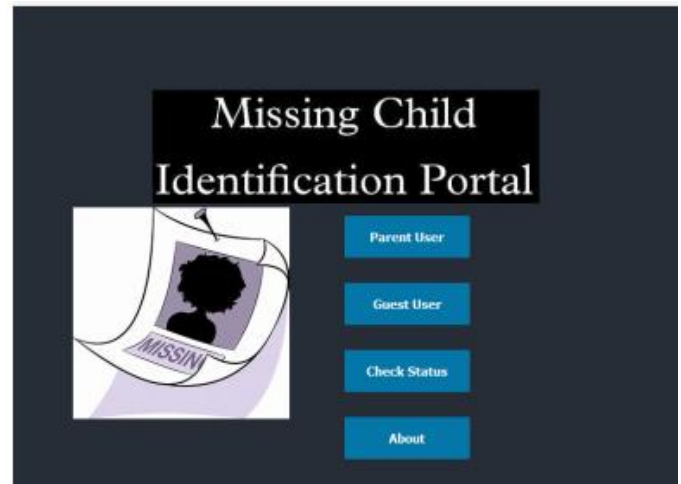 Missing Child
Identification Portal
MISSIN
Parent User
Guest User
Check Status
About